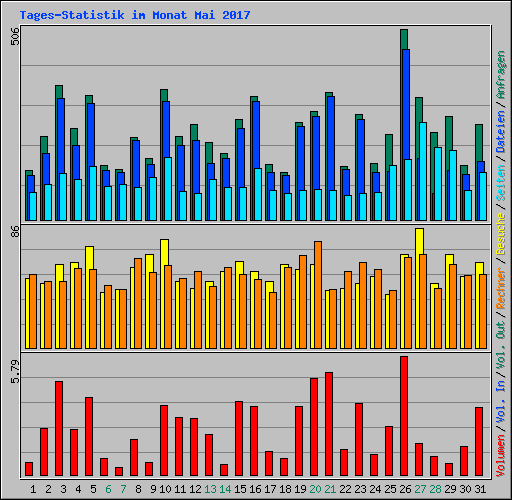 Tages-Statistik im Monat Mai 2017
506
86
5.79
Volumen / Vol. In / Vol. Out / Rechner / Besuche / Seiten / Dateien / Anfragen
1 2 3 4 5 6 7 8 9 10 11 12 13 14 15 16 17 18 19 20 21 22 23 24 25 26 27 28 29 30 31